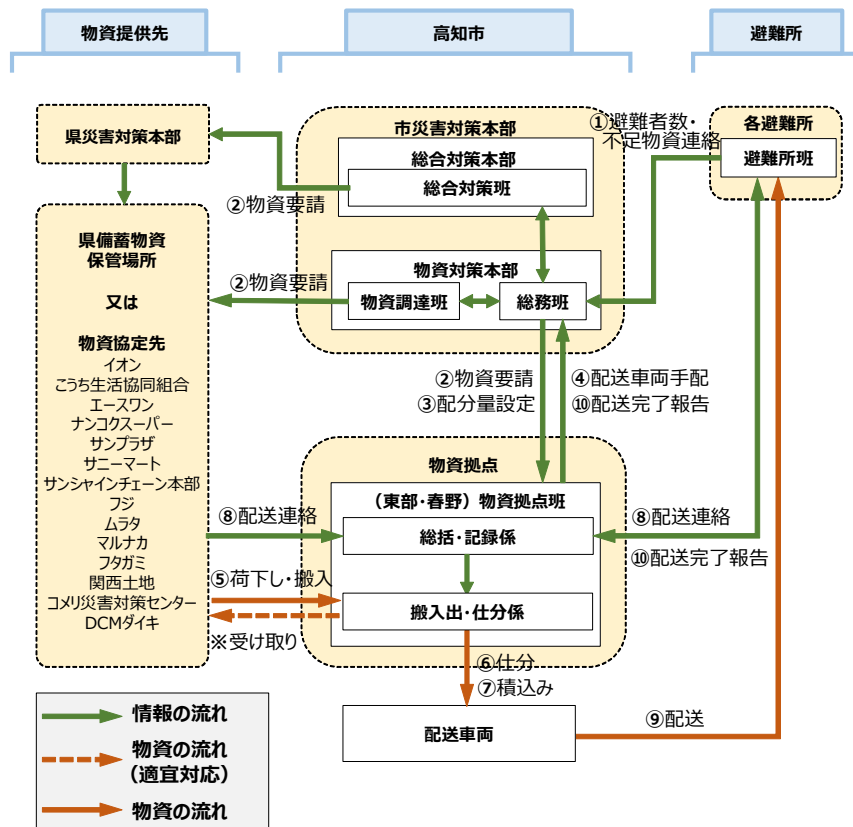 物資提供先
高知市
避難所
県災害対策本部
市災害対策本部
総合対策本部
総合対策班
①避難者数・
不足物資連絡
各避難所
避難所班
②物資要請
県備蓄物資
保管場所
又は
物資協定先
イオン
こうち生活協同組合
エースワン
ナンコクスーパー
サンプラザ
サニーマート
サンシャインチェーン本部
フジ
ムラタ
マルナカ
フタガミ
関西土地
コメリ災害対策センター
DCMダイキ
②物資要請
物資対策本部
物資調達班
総務班
②物資要請
③配分量設定
④配送車両手配
⑩配送完了報告
物資拠点
(東部・春野)物資拠点班
総括・記録係
搬入出・仕分係
⑧配送連絡
⑤荷下し・搬入
※受け取り
⑧配送連絡
⑩配送完了報告
⑥仕分
⑦積込み
配送車両
⑨配送
情報の流れ
物資の流れ
(適宜対応)
物資の流れ